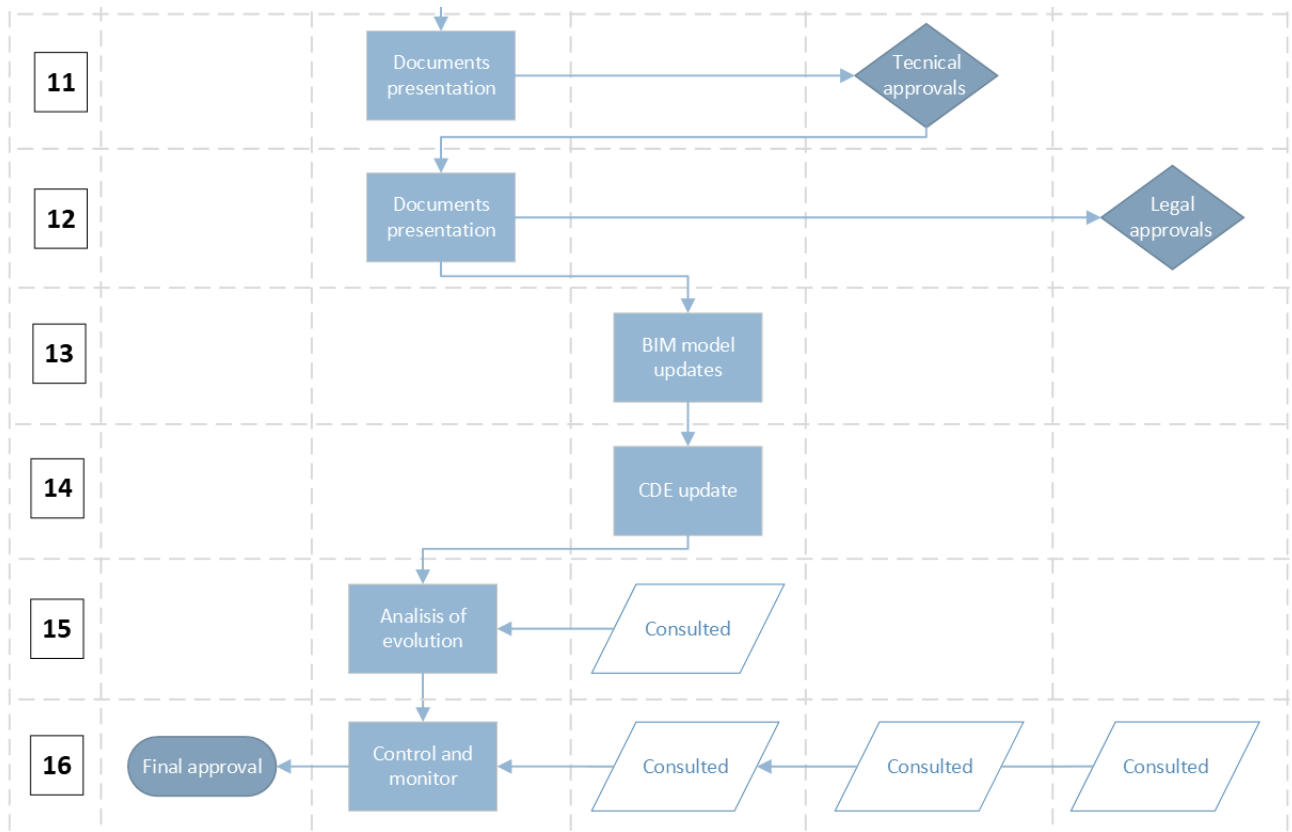 11
Documents
presentation
Tecnical
approvals
12
Documents
presentation
Legal
approvals
13
BIM model
updates
14
CDE update
15
Analisis of
evolution
Consulted
16
Final approval
Control and
monitor
Consulted
Consulted
Consulted